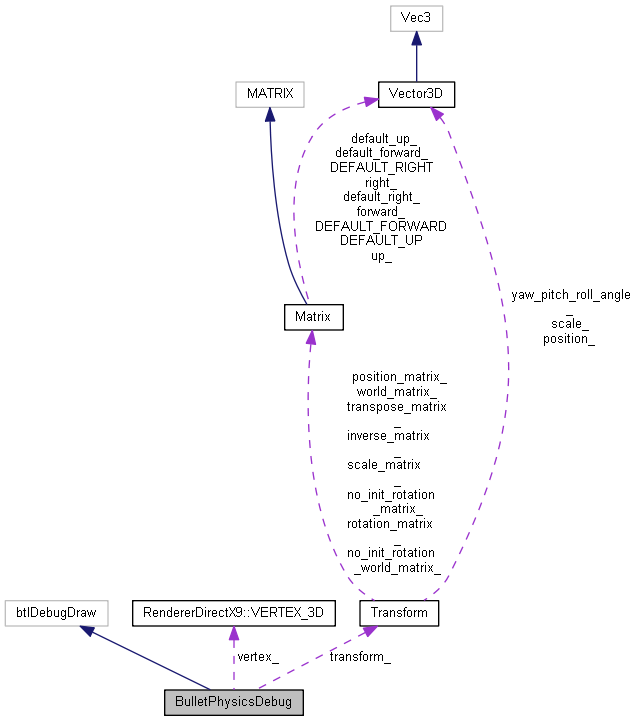 Vec3
MATRIX
Vector3D
default_up_
default_forward_
DEFAULT_RIGHT
right_
default_right_
forward_
DEFAULT_FORWARD
DEFAULT_UP
up_
yaw_pitch_roll_angle
_
scale_
position_
Matrix
position_matrix_
world_matrix_
transpose_matrix
_
inverse_matrix
_
scale_matrix
_
no_init_rotation
_matrix_
rotation_matrix
_
no_init_rotation
_world_matrix_
btIDebugDraw
RendererDirectX9::VERTEX_3D
Transform
vertex_
transform_
BulletPhysicsDebug